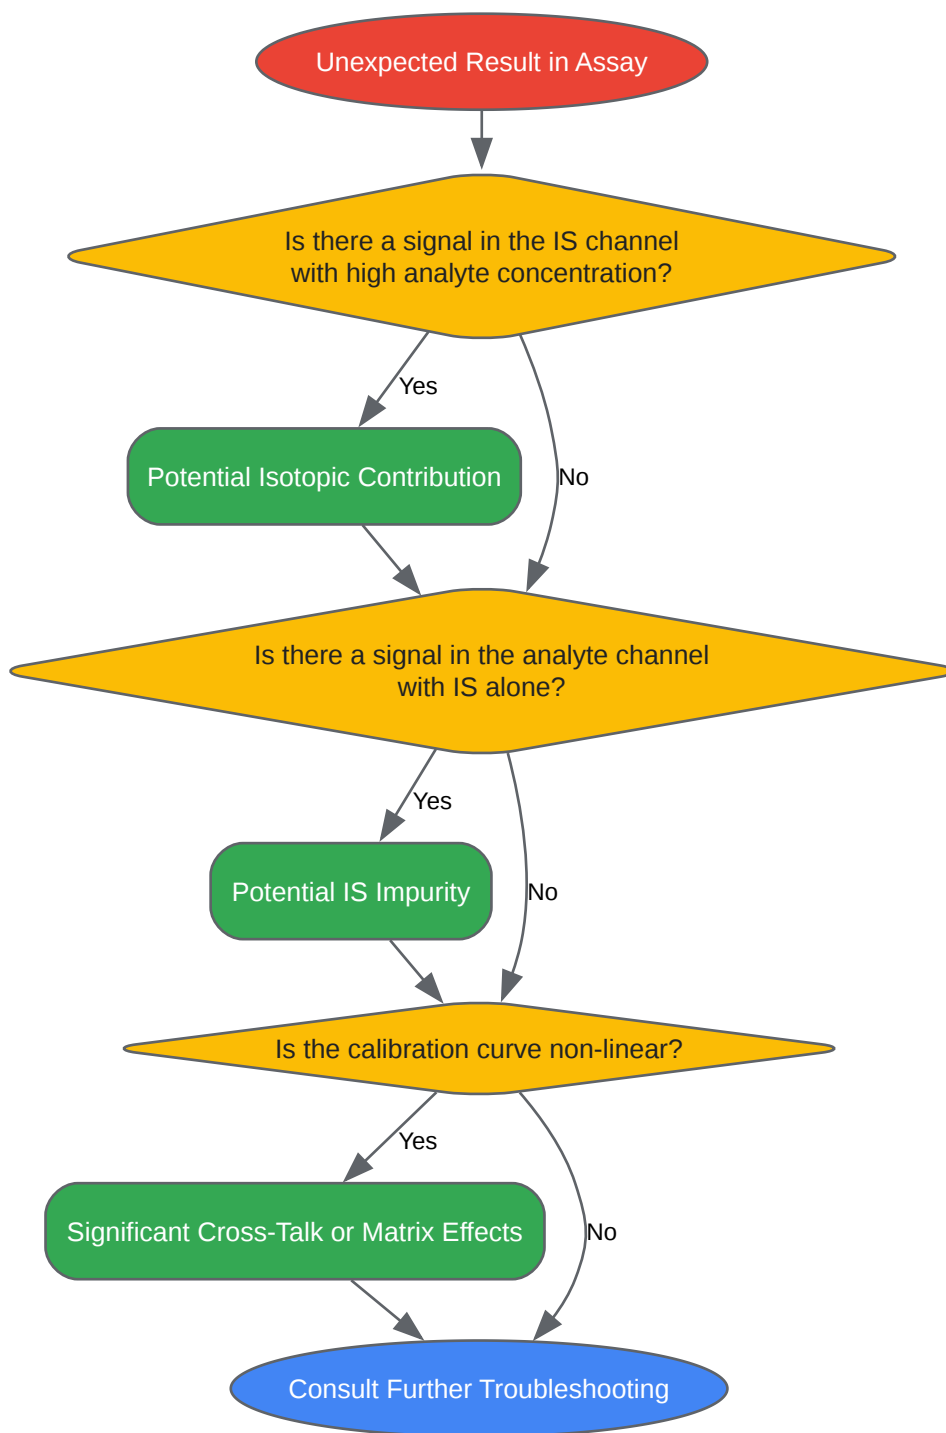 Unexpected Result in Assay
Is there a signal in the IS channel
with high analyte concentration?
Yes
Potential Isotopic Contribution
No
Is there a signal in the analyte channel
with IS alone?
Yes
Potential IS Impurity
No
Is the calibration curve non-linear?
Yes
Significant Cross-Talk or Matrix Effects
No
Consult Further Troubleshooting